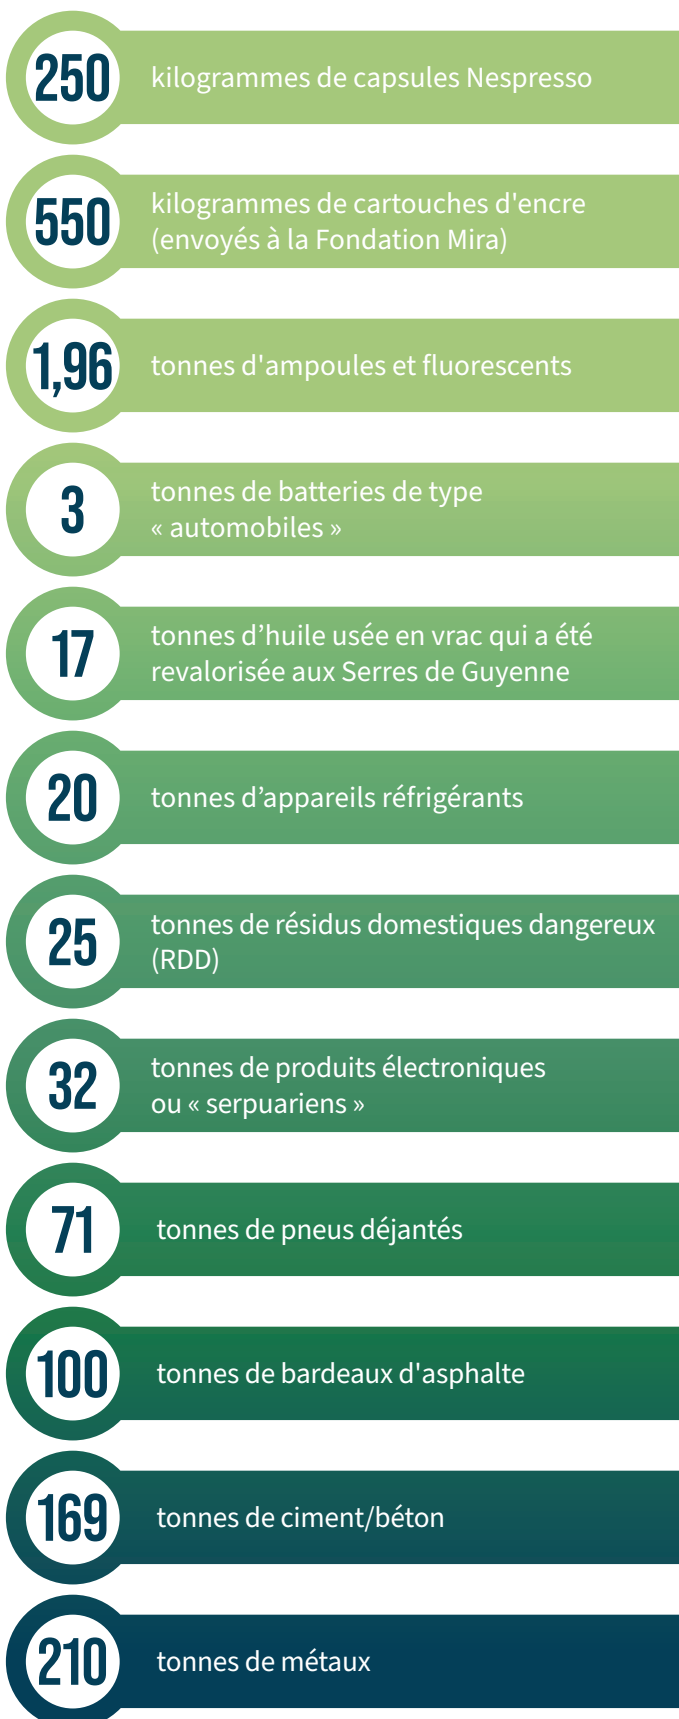 250
kilogrammes de capsules Nespresso
550
kilogrammes de cartouches d'encre
(envoyés à la Fondation Mira)
1,96
tonnes d'ampoules et fluorescents
3
tonnes de batteries de type
« automobiles »
17
tonnes d’huile usée en vrac qui a été
revalorisée aux Serres de Guyenne
20
tonnes d’appareils réfrigérants
25
tonnes de résidus domestiques dangereux
(RDD)
32
tonnes de produits électroniques
ou « serpuariens »
71
tonnes de pneus déjantés
100
tonnes de bardeaux d'asphalte
169
tonnes de ciment/béton
210
tonnes de métaux